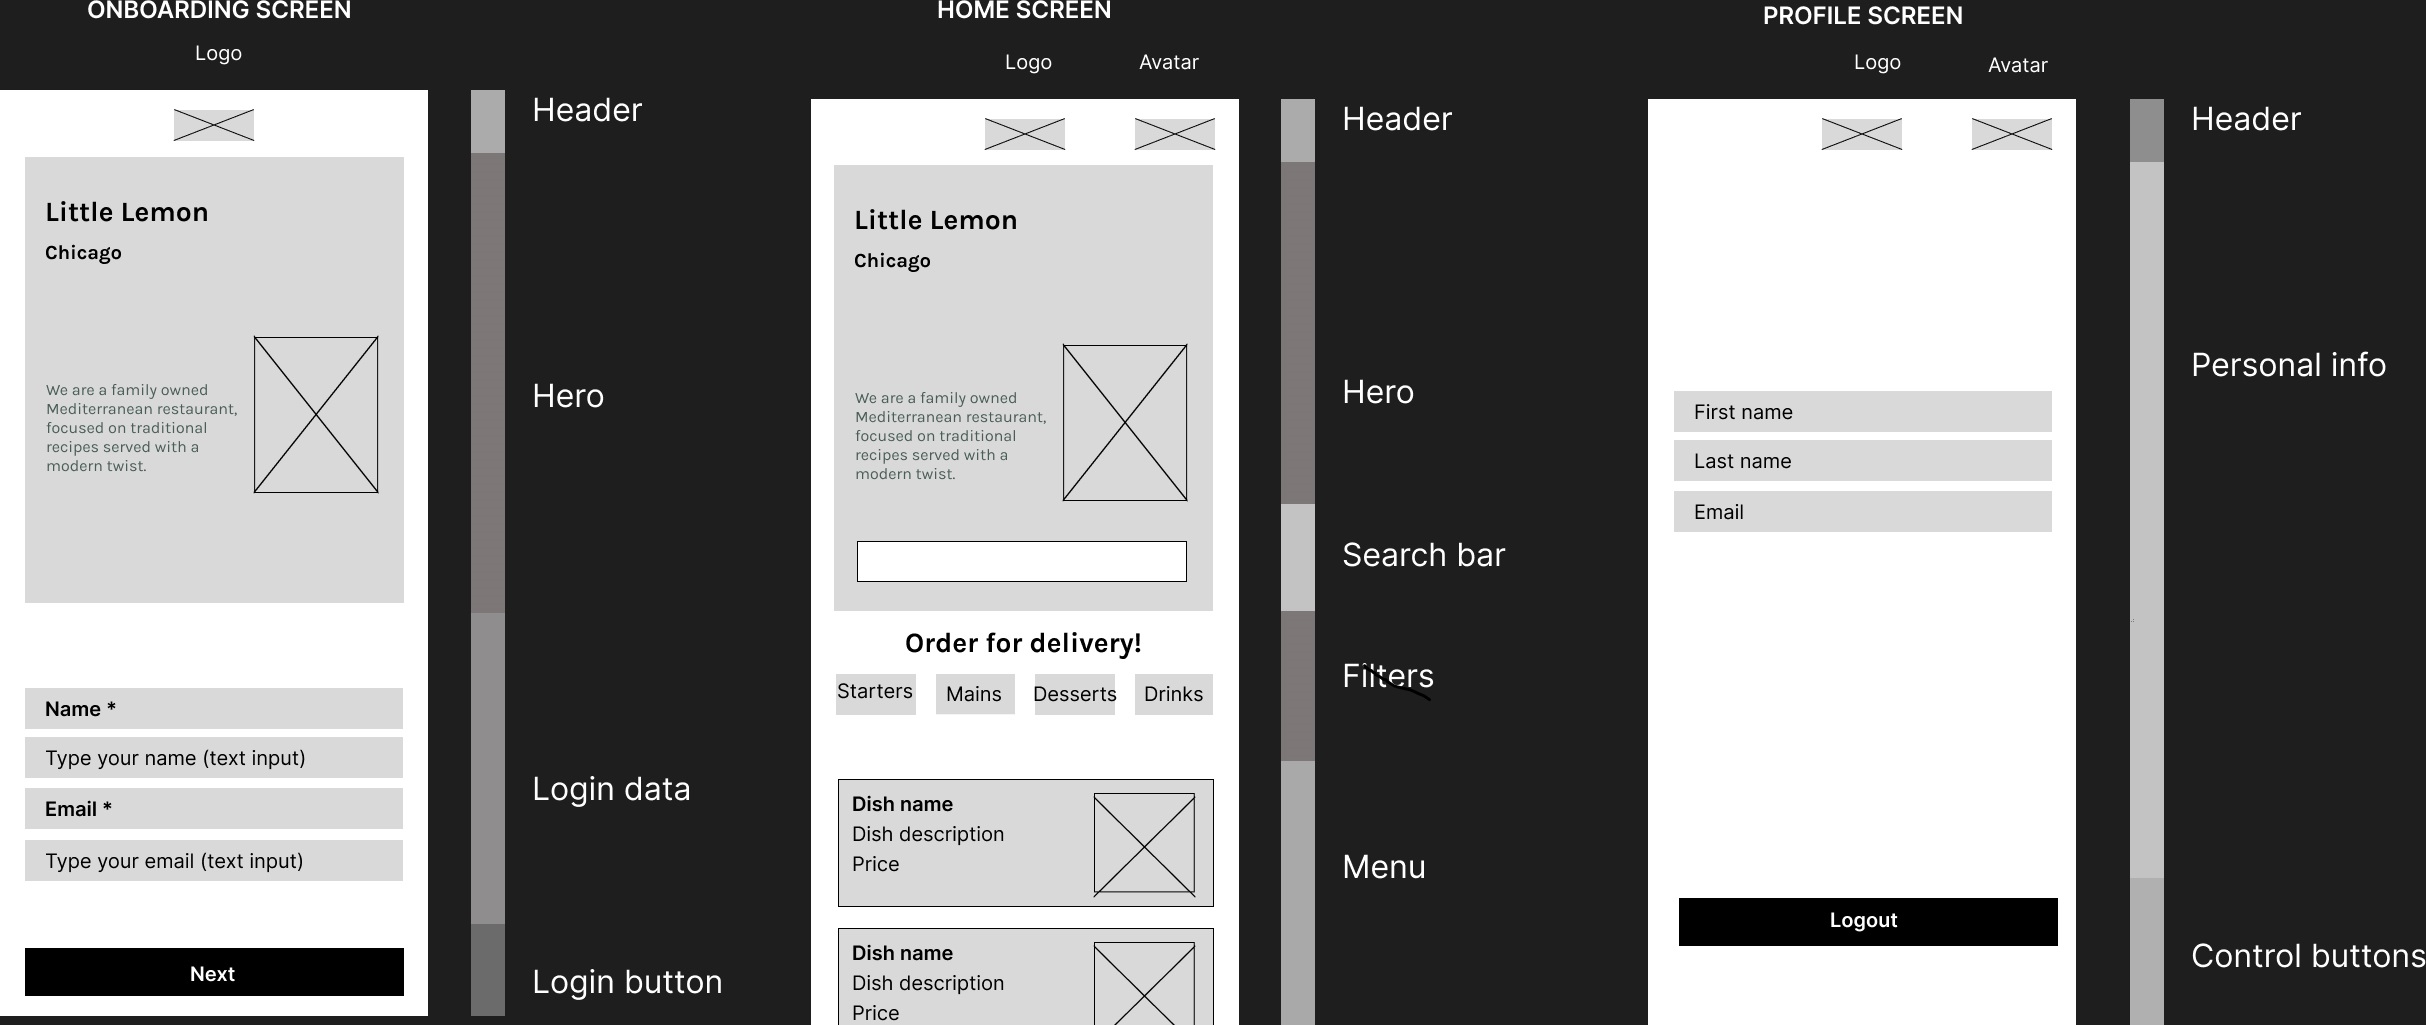 ONBOARDING SCREEN
Logo
Header
Little Lemon
Chicago
Hero
We are a family owned
Mediterranean restaurant,
focused on traditional
recipes served with a
modern twist.
Name *
Type your name (text input)
Login data
Email *
Type your email (text input)
Next
Login button
HOME SCREEN
Logo
Avatar
Header
Little Lemon
Chicago
Hero
We are a family owned
Mediterranean restaurant,
focused on traditional
recipes served with a
modern twist.
Search bar
Order for delivery!
Filters
Starters
Mains
Desserts
Drinks
Dish name
Dish description
Price
Menu
Dish name
Dish description
Price
PROFILE SCREEN
Logo
Avatar
Header
Personal info
First name
Last name
Email
Logout
Control buttons